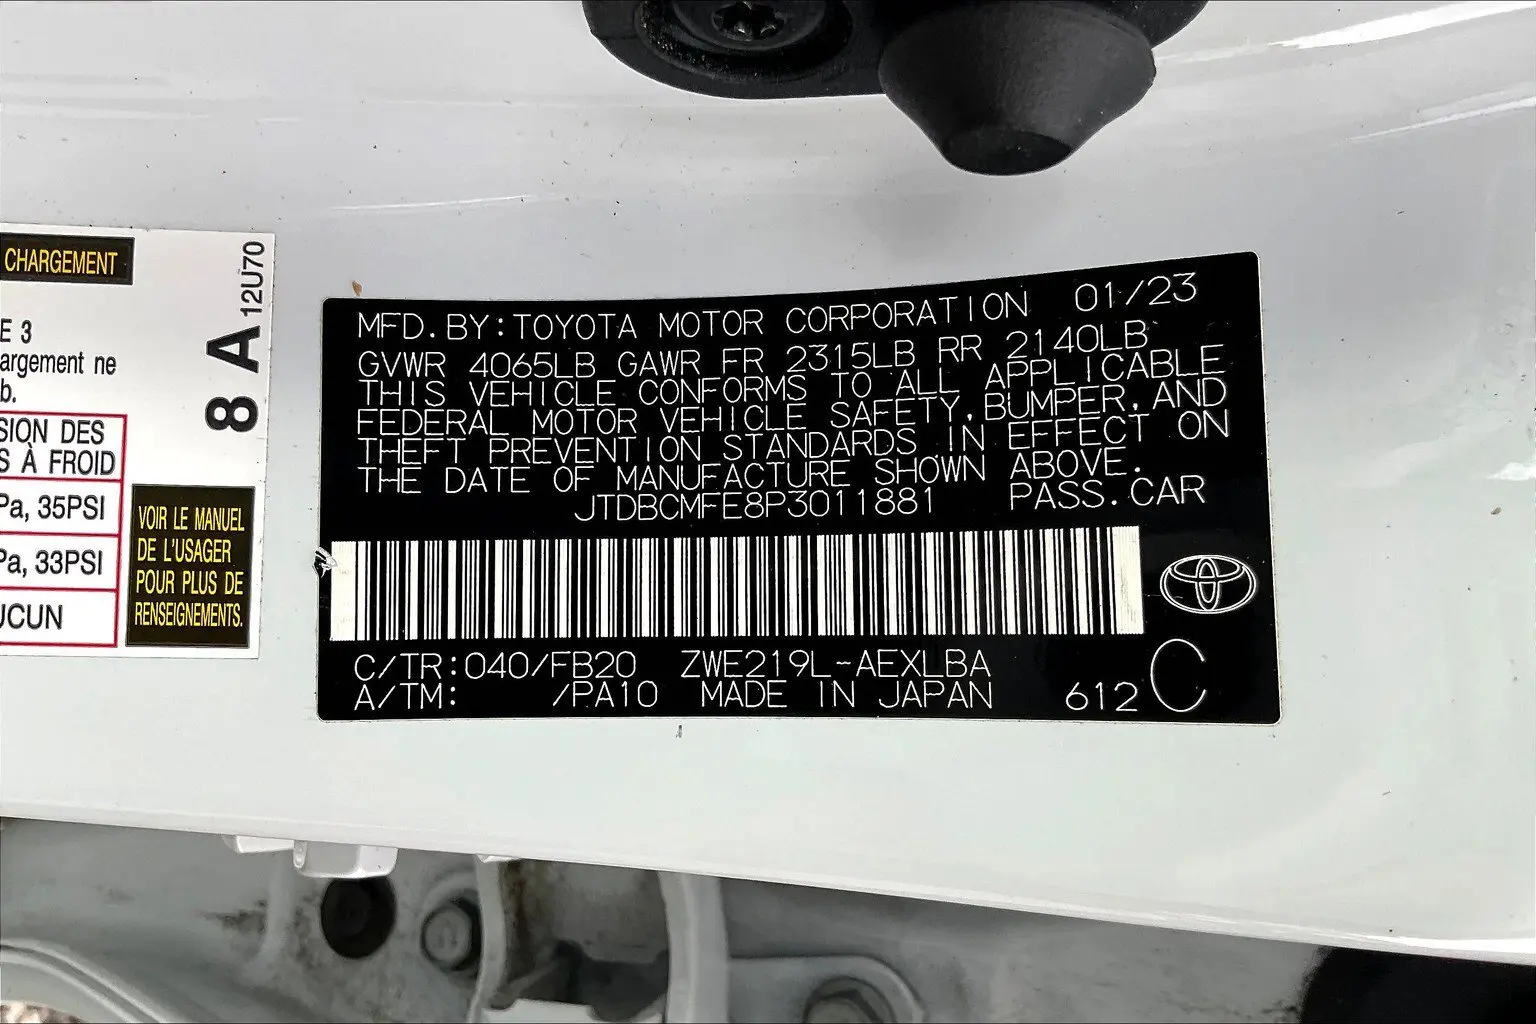 CHARGEMENT
12U70
8 A
E 3
argement ne
b.
SION DES
S À FROID
Pa, 35PSI
Pa, 33PSI
UCUN
VOIR LE MANUEL
DE L'USAGER
POUR PLUS DE
RENSEIGNEMENTS.
MFD. BY: TOYOTA MOTOR CORPORATION 01/23
GVWR 4065LB GAWR FR 2315LB RR 2140LB
THIS VEHICLE CONFORMS TO ALL APPLICABLE
FEDERAL MOTOR VEHICLE SAFETY, BUMPER, AND
THEFT PREVENTION STANDARDS IN EFFECT ON
THE DATE OF MANUFACTURE SHOWN ABOVE.
JTDBCMFE8P3011881 PASS. CAR
C/TR: 040/FB20 ZWE219L-AEXLBA
A/TM: /PA10 MADE IN JAPAN 612 C